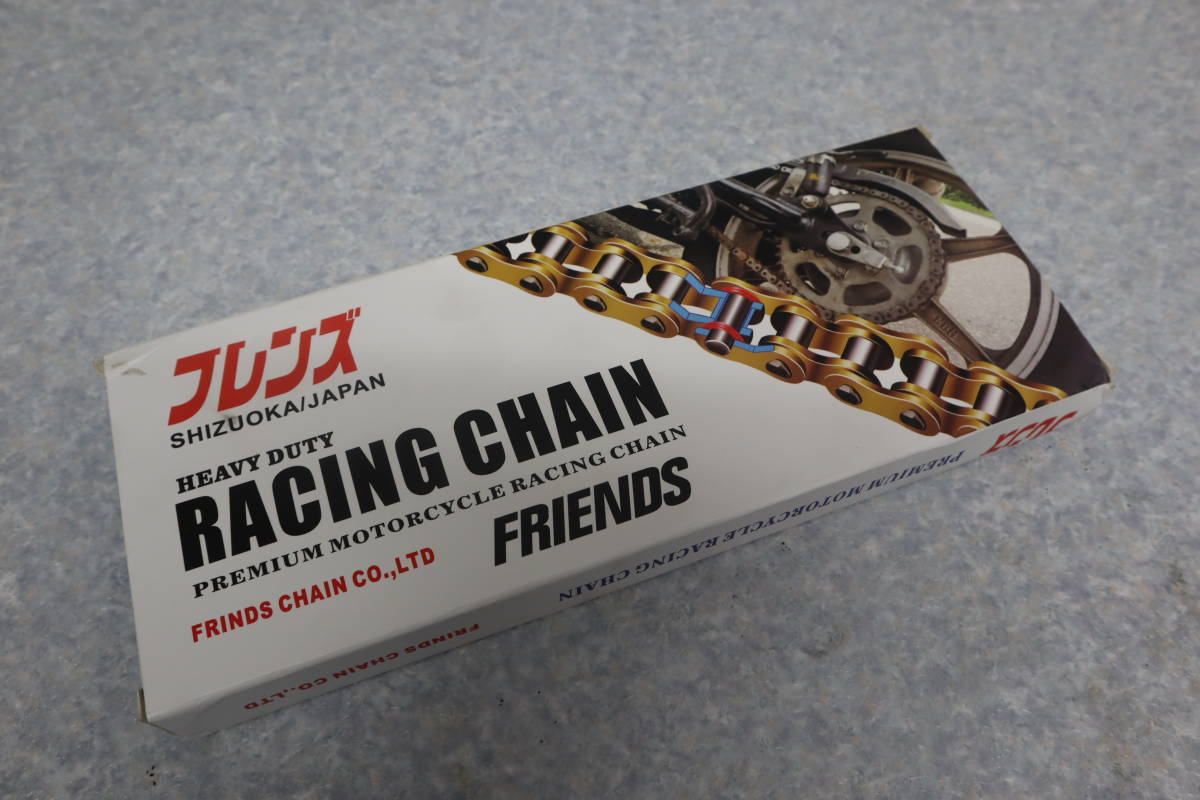 フレンズ
SHIZUOKA/JAPAN
HEAVY DUTY
RACING CHAIN
PREMIUM MOTORCYCLE RACING CHAIN
FRIENDS
FRINDS CHAIN CO.,LTD
PREMIUM MOTORCYCLE RACING CHAIN
FRINDS CHAIN CO.,LTD